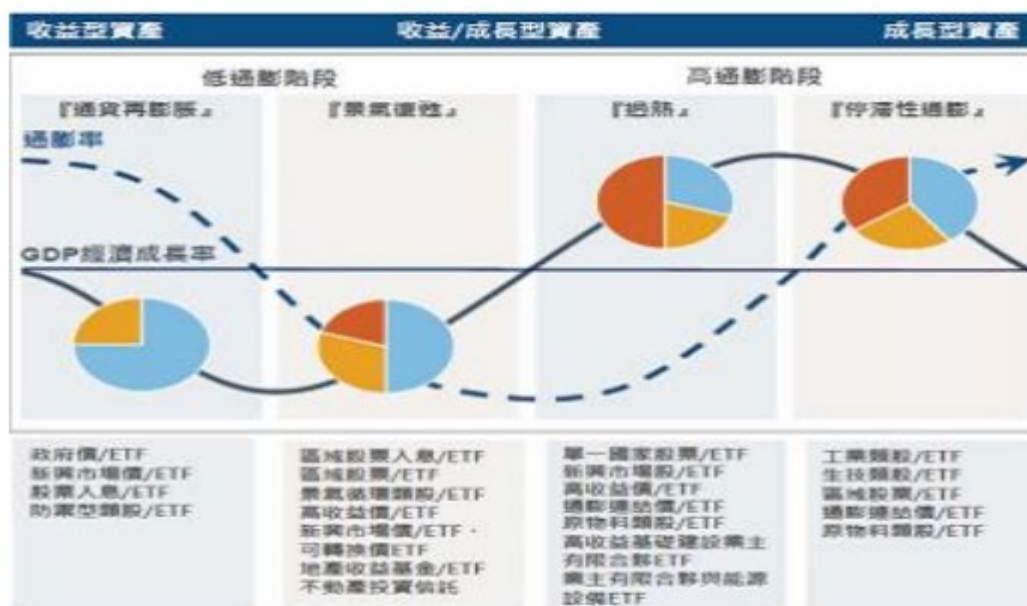 收益型資產
收益/成長型資產
成長型資產
低通膨階段
高通膨階段
『通貨再膨脹』
『景氣復甦』
『過熱』
『停滯性通膨』
通膨率
GDP經濟成長率
政府債/ETF
新興市場債/ETF
股票入息/ETF
防禦型類股/ETF
區域股票入息/ETF
區域股票/ETF
景氣循環類股/ETF
高收益債/ETF
新興市場債/ETF、
可轉換債ETF
地產收益基金/ETF
不動產投資信託
單一國家股票/ETF
新興市場股/ETF
高收益債/ETF
通膨連結債/ETF
原物料類股/ETF
高收益基礎建設業主
有限合夥ETF
業主有限合夥與能源
設備ETF
工業類股/ETF
生技類股/ETF
區域股票/ETF
通膨連結債/ETF
原物料類股/ETF